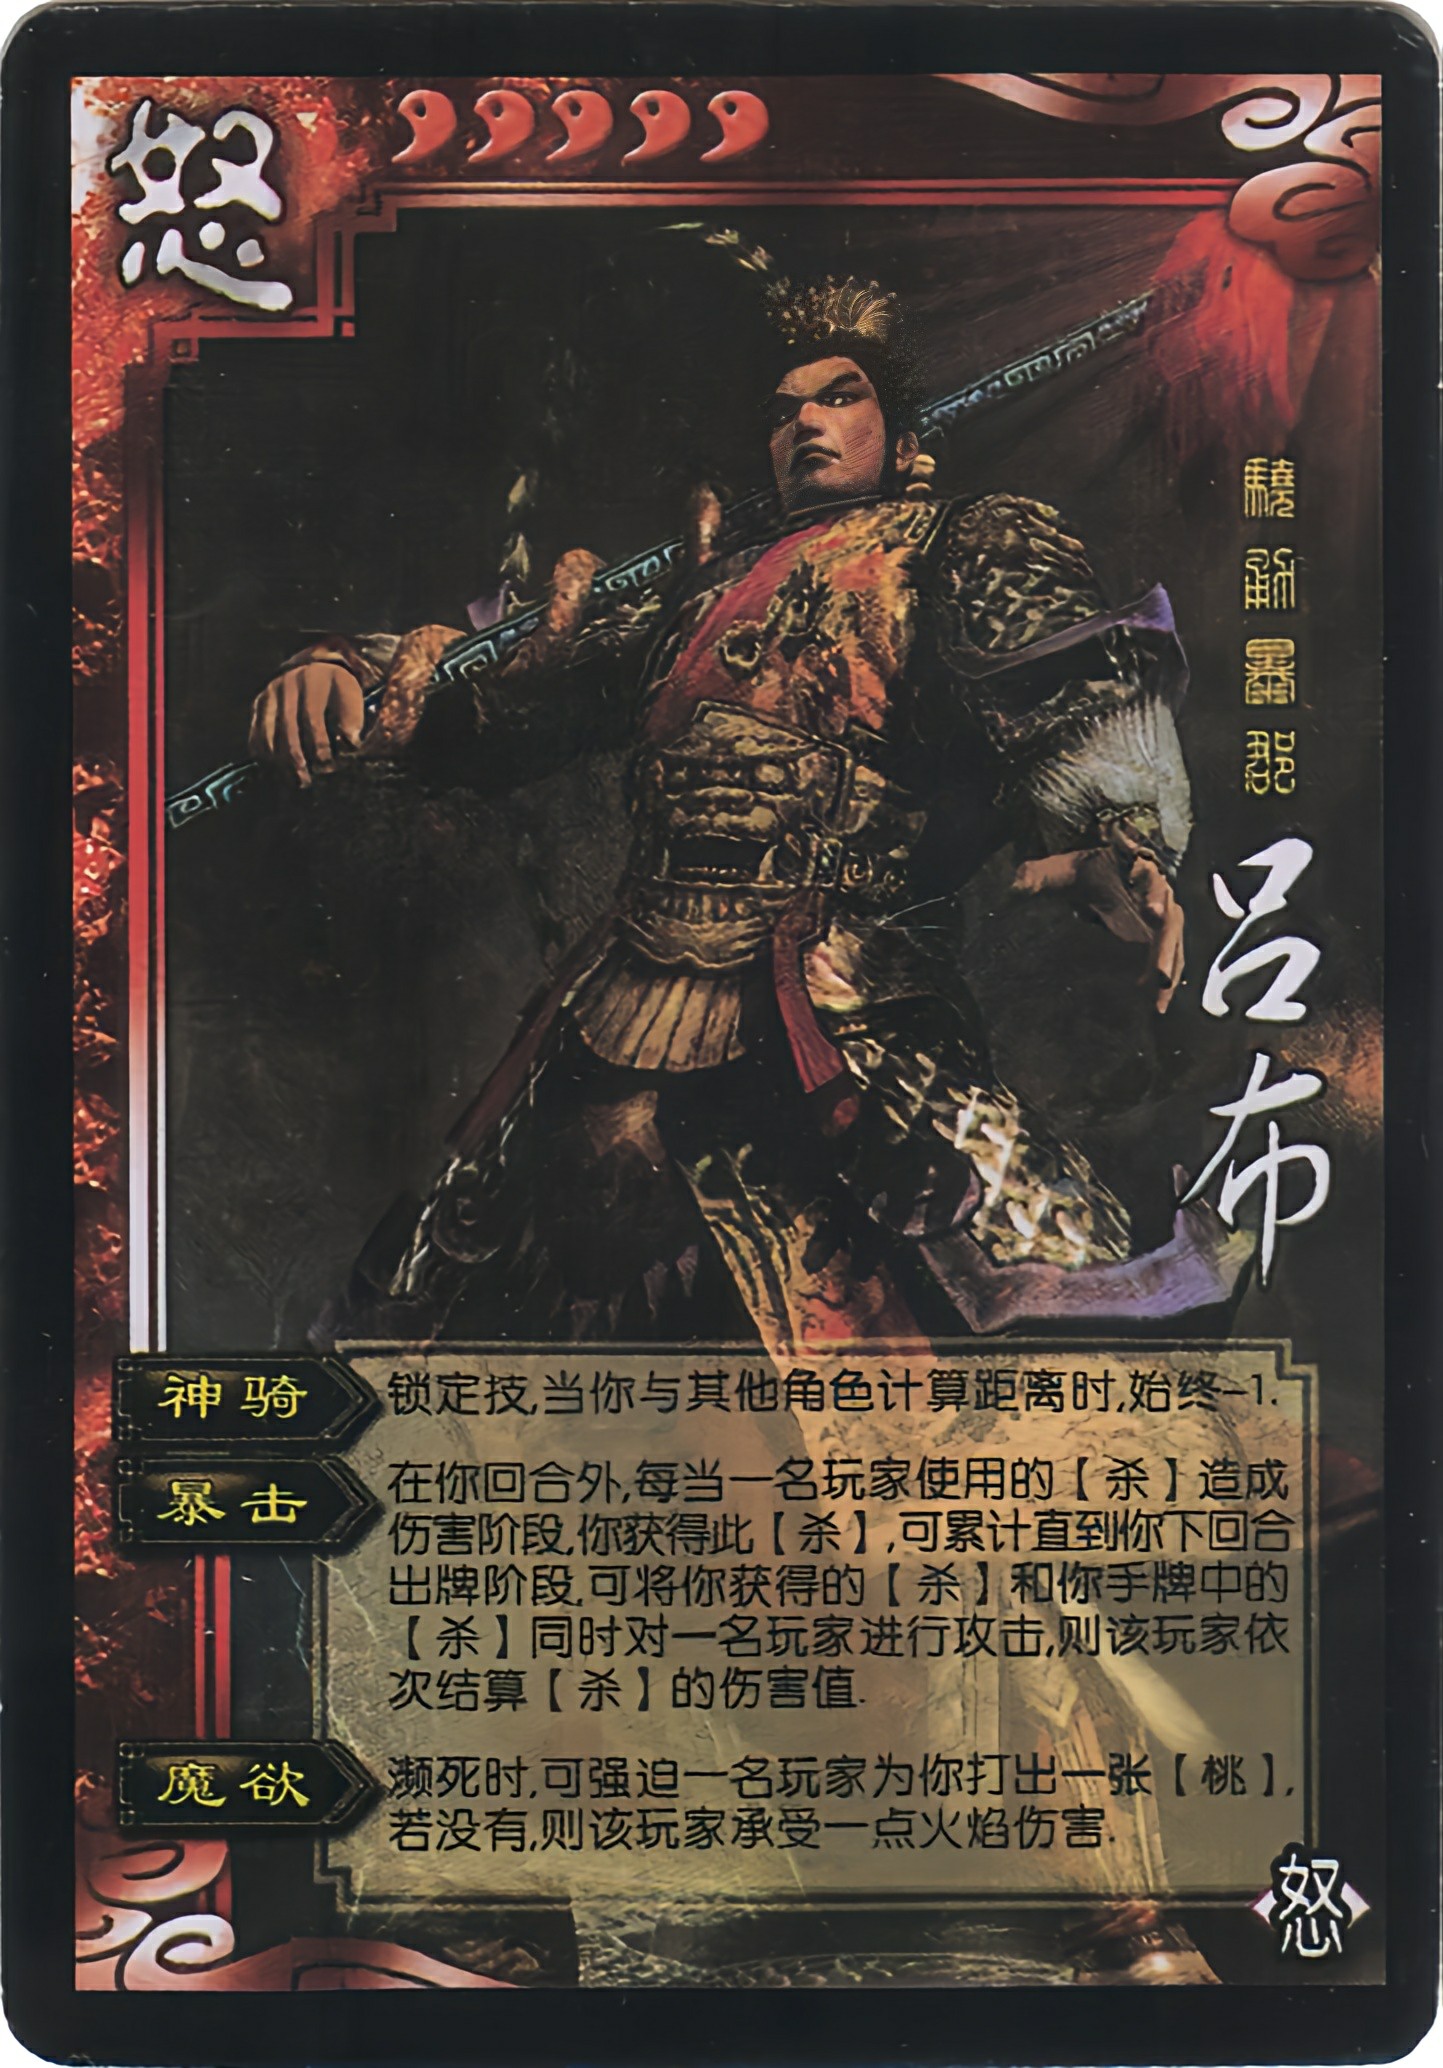 怒
驍勇暴怒
吕布
神骑
锁定技,当你与其他角色计算距离时,始终-1.
暴击
在你回合外,每当一名玩家使用的【杀】造成
伤害阶段,你获得此【杀】,可累计直到你下回合
出牌阶段,可将你获得的【杀】和你手牌中的
【杀】同时对一名玩家进行攻击,则该玩家依
次结算【杀】的伤害值.
魔欲
濒死时,可强迫一名玩家为你打出一张【桃】,
若没有,则该玩家承受一点火焰伤害.
怒